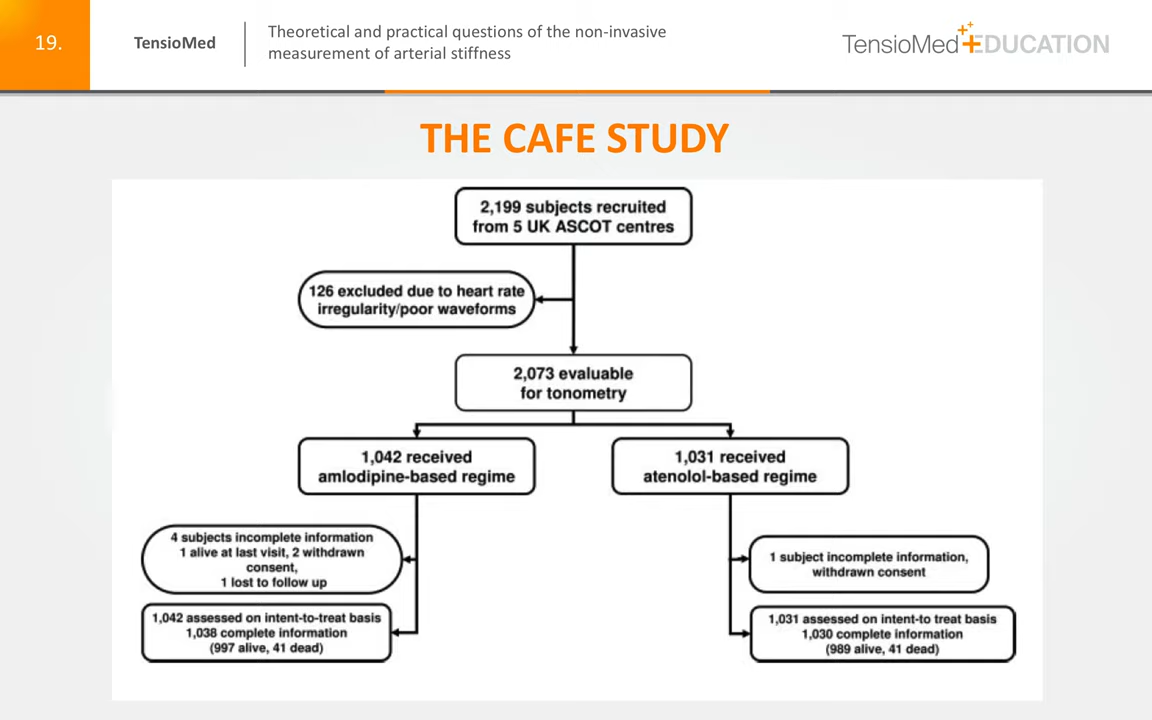 19.
TensioMed
Theoretical and practical questions of the non-invasive
measurement of arterial stiffness
TensioMed EDUCATION
THE CAFE STUDY
2,199 subjects recruited
from 5 UK ASCOT centres
126 excluded due to heart rate
irregularity/poor waveforms
2,073 evaluable
for tonometry
1,042 received
amlodipine-based regime
1,031 received
atenolol-based regime
4 subjects incomplete information
1 alive at last visit, 2 withdrawn
consent,
1 lost to follow up
1 subject incomplete information,
withdrawn consent
1,042 assessed on intent-to-treat basis
1,038 complete information
(997 alive, 41 dead)
1,031 assessed on intent-to treat basis
1,030 complete information
(989 alive, 41 dead)